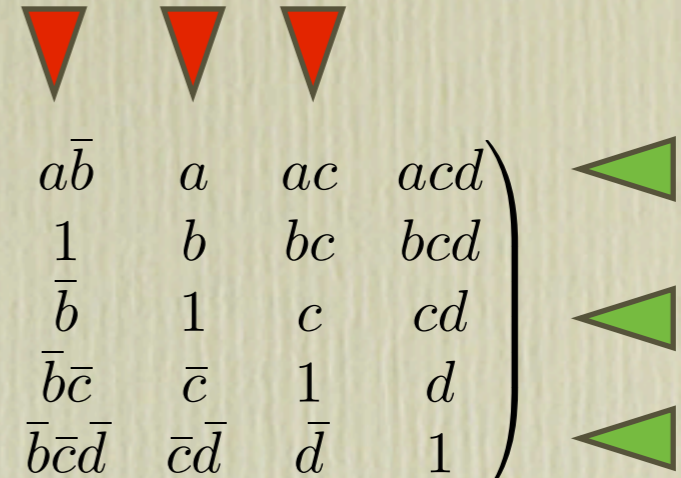 ab̄ a ac acd
1 b bc bcd
b̄ 1 c cd
b̄c̄ c̄ 1 d
b̄c̄d̄ c̄d̄ d̄ 1